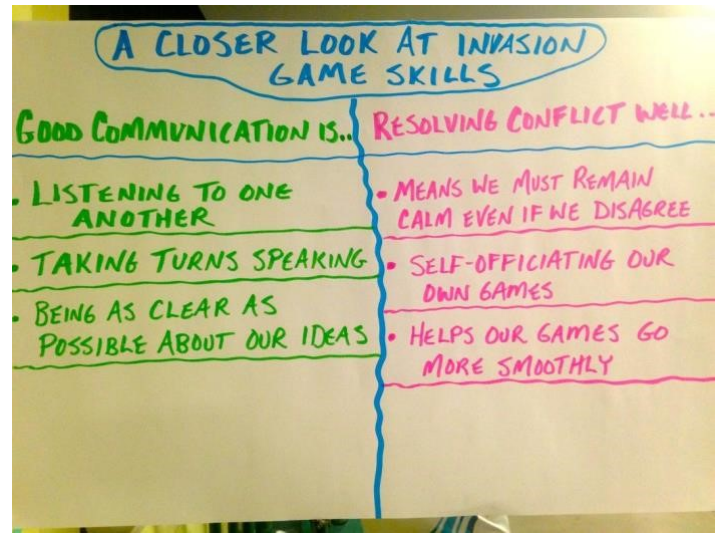 A CLOSER LOOK AT INVASION
GAME SKILLS
GOOD COMMUNICATION IS..
• LISTENING TO ONE
ANOTHER
• TAKING TURNS SPEAKING
• BEING AS CLEAR AS
POSSIBLE ABOUT OUR IDEAS
RESOLVING CONFLICT WELL...
• MEANS WE MUST REMAIN
CALM EVEN IF WE DISAGREE
• SELF-OFFICIATING OUR
OWN GAMES
• HELPS OUR GAMES GO
MORE SMOOTHLY